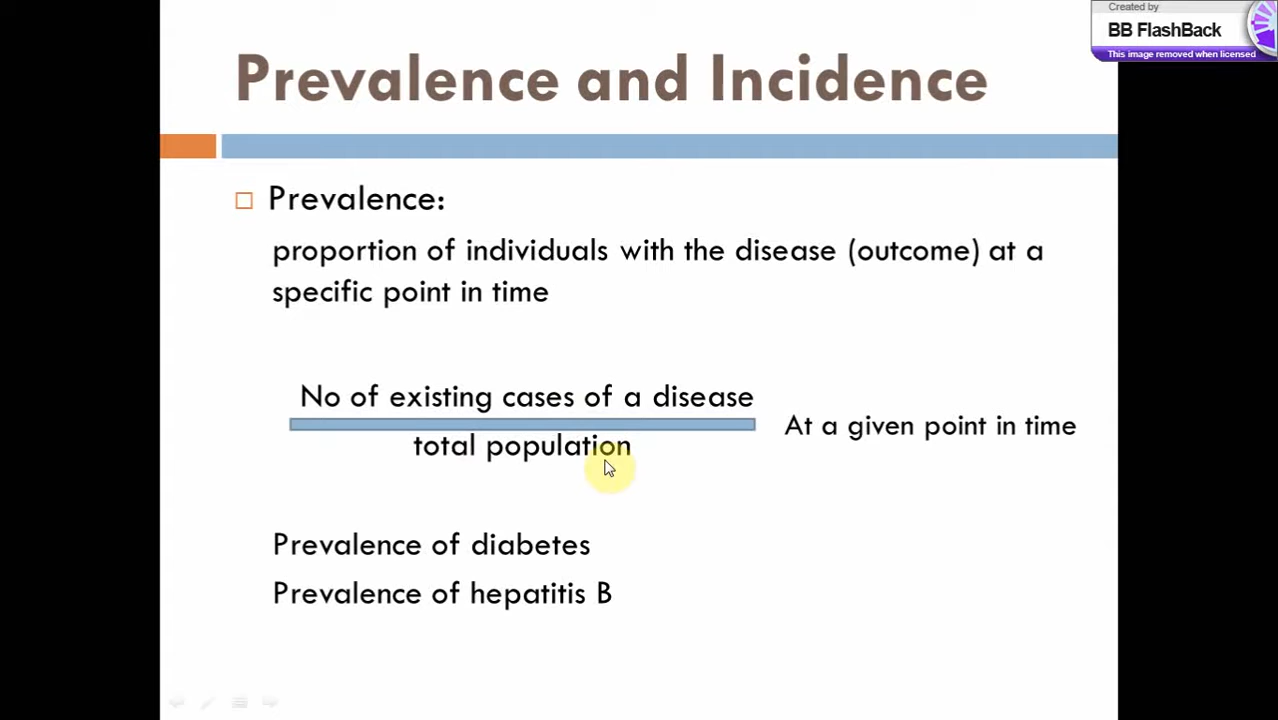 Created by
BB FlashBack
This image removed when licensed
Prevalence and Incidence
Prevalence:
proportion of individuals with the disease (outcome) at a
specific point in time
No of existing cases of a disease
total population
At a given point in time
Prevalence of diabetes
Prevalence of hepatitis B